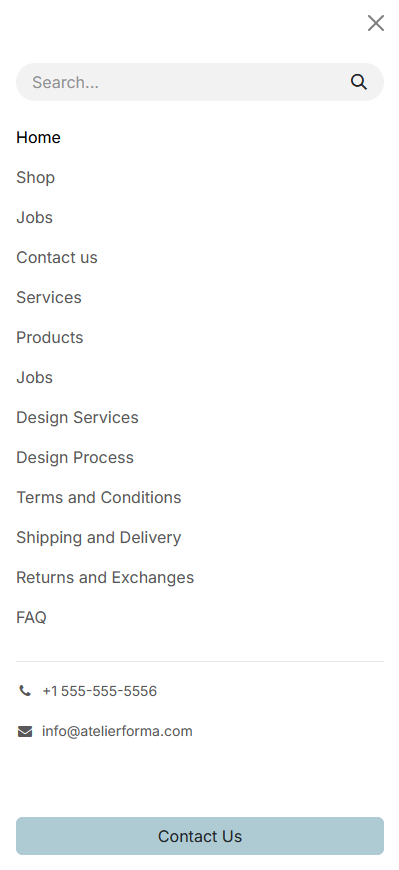 Search...
Home
Shop
Jobs
Contact us
Services
Products
Jobs
Design Services
Design Process
Terms and Conditions
Shipping and Delivery
Returns and Exchanges
FAQ
+1 555-555-5556
info@atelierforma.com
Contact Us